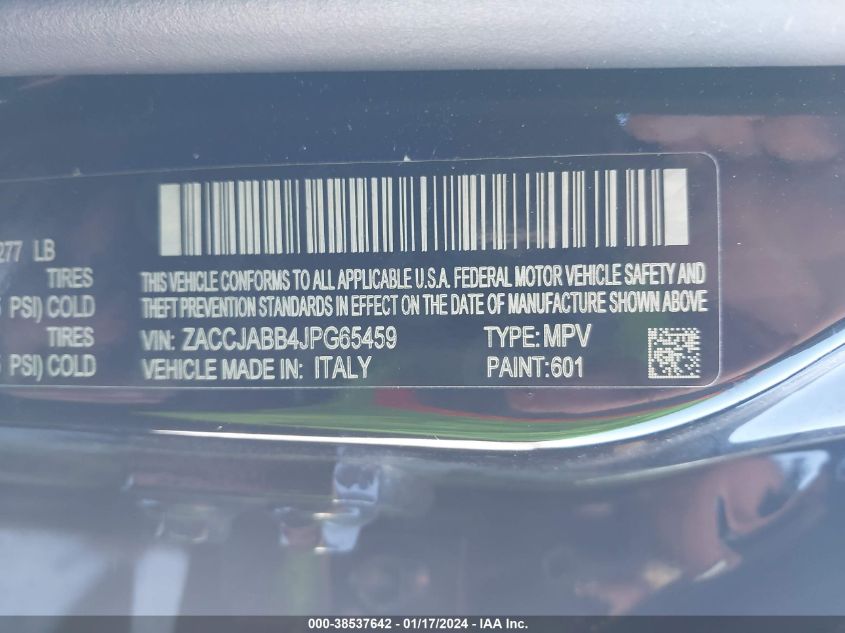 277 LB
TIRES
PSI) COLD
TIRES
PSI) COLD
THIS VEHICLE CONFORMS TO ALL APPLICABLE U.S.A. FEDERAL MOTOR VEHICLE SAFETY AND
THEFT PREVENTION STANDARDS IN EFFECT ON THE DATE OF MANUFACTURE SHOWN ABOVE
VIN: ZACCJABB4JPG65459 TYPE: MPV
VEHICLE MADE IN: ITALY PAINT:601
000-38537642 - 01/17/2024 - IAA Inc.